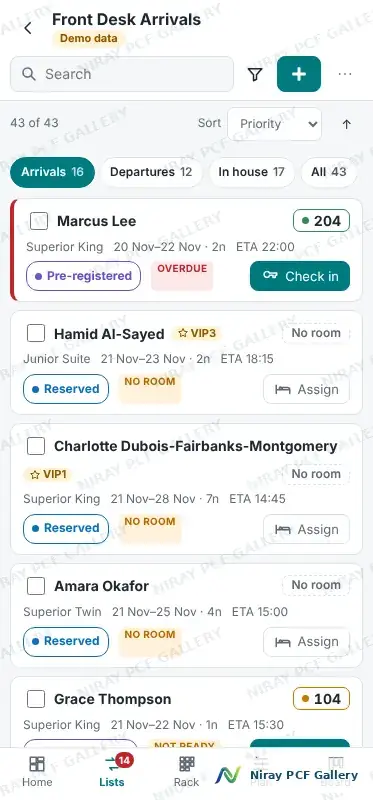 Front Desk Arrivals
Demo data
Search
43 of 43
Sort Priority
Arrivals 16 Departures 12 In house 17 All 43
Marcus Lee 204
Superior King 20 Nov–22 Nov · 2n ETA 22:00
Pre-registered OVERDUE Check in
Hamid Al-Sayed VIP3 No room
Junior Suite 21 Nov–23 Nov · 2n ETA 18:15
Reserved NO ROOM Assign
Charlotte Dubois-Fairbanks-Montgomery
VIP1 No room
Superior King 21 Nov–28 Nov · 7n ETA 14:45
Reserved NO ROOM Assign
Amara Okafor No room
Superior Twin 21 Nov–25 Nov · 4n ETA 15:00
Reserved NO ROOM Assign
Grace Thompson 104
Superior King 21 Nov–22 Nov · 1n ETA 15:30
NOT READY
14
Home Lists Rack Niray PCF Gallery
NIRAY PCF GALLERY